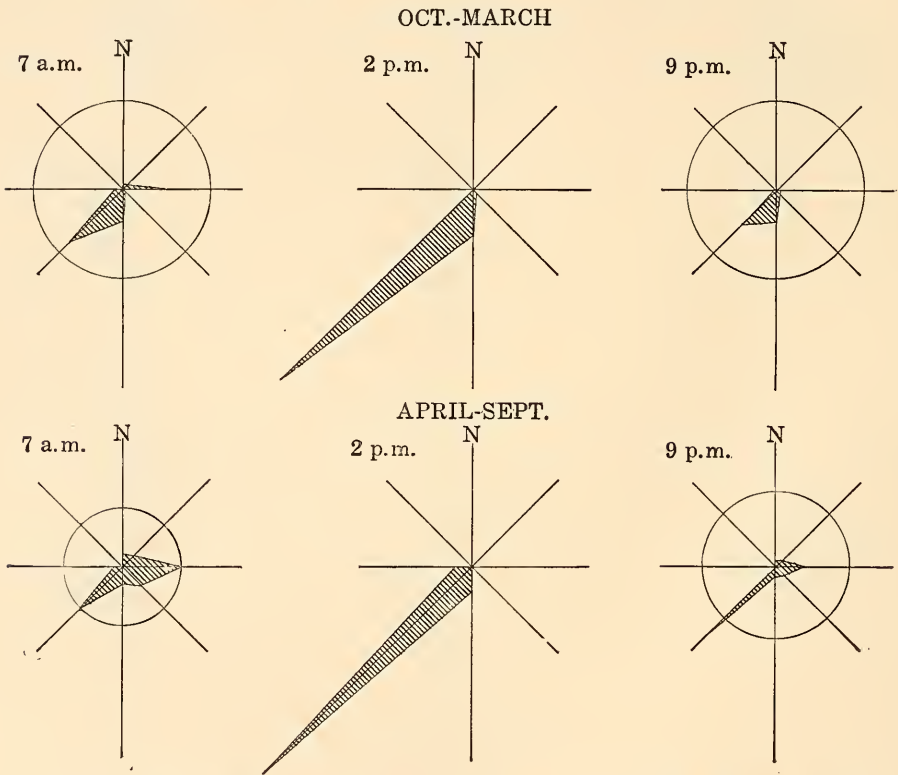 OCT.-MARCH
7 a.m. N 2 p.m. N 9 p.m. N
APRIL-SEPT.
7 a.m. N 2 p.m. N 9 p.m. N